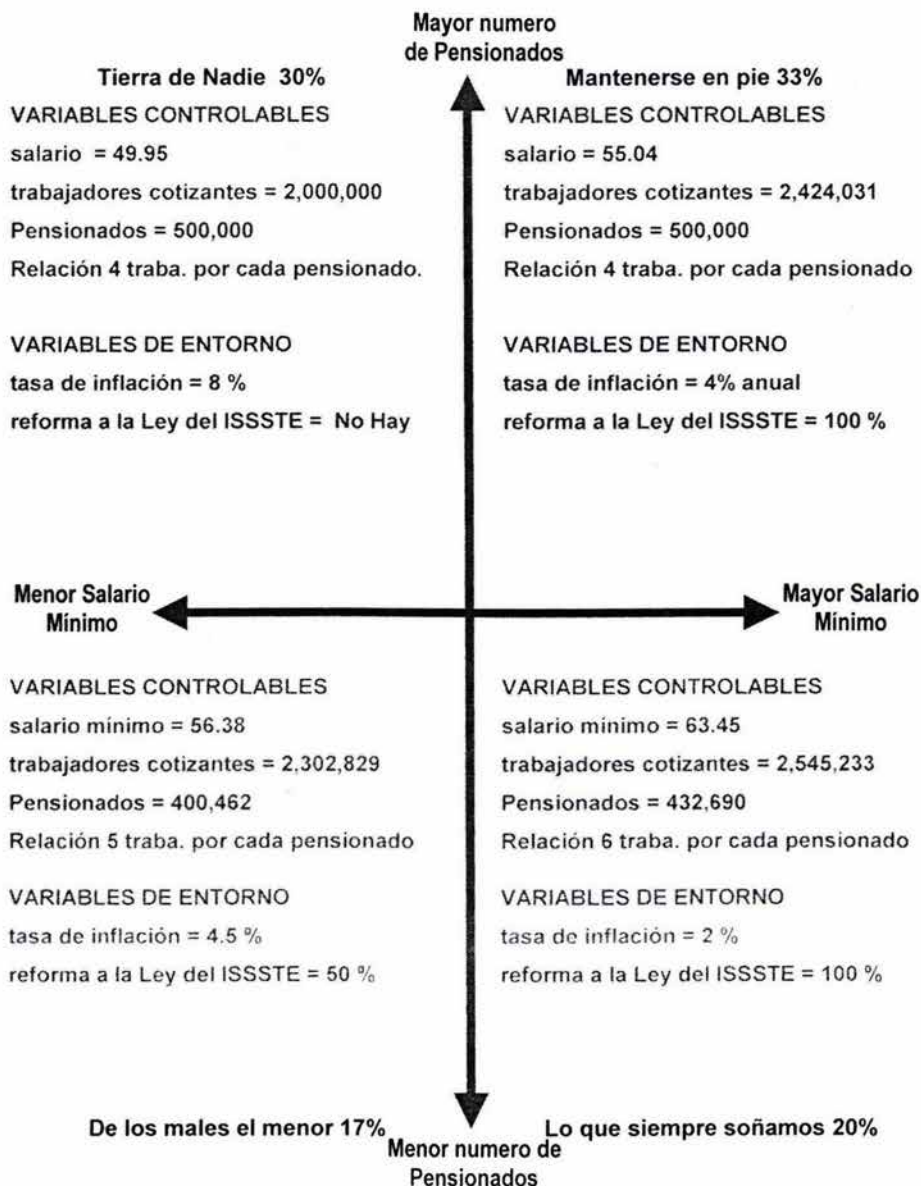 Mayor numero
de Pensionados
Tierra de Nadie 30%
VARIABLES CONTROLABLES
salario = 49.95
trabajadores cotizantes = 2,000,000
Pensionados = 500,000
Relación 4 traba. por cada pensionado.
VARIABLES DE ENTORNO
tasa de inflación = 8 %
reforma a la Ley del ISSSTE = No Hay
Mantenerse en pie 33%
VARIABLES CONTROLABLES
salario = 55.04
trabajadores cotizantes = 2,424,031
Pensionados = 500,000
Relación 4 traba. por cada pensionado
VARIABLES DE ENTORNO
tasa de inflación = 4% anual
reforma a la Ley del ISSSTE = 100 %
Menor Salario
Mínimo
Mayor Salario
Mínimo
VARIABLES CONTROLABLES
salario mínimo = 56.38
trabajadores cotizantes = 2,302,829
Pensionados = 400,462
Relación 5 traba. por cada pensionado
VARIABLES DE ENTORNO
tasa de inflación = 4.5 %
reforma a la Ley del ISSSTE = 50 %
De los males el menor 17%
VARIABLES CONTROLABLES
salario mínimo = 63.45
trabajadores cotizantes = 2,545,233
Pensionados = 432,690
Relación 6 traba. por cada pensionado
VARIABLES DE ENTORNO
tasa de inflación = 2 %
reforma a la Ley del ISSSTE = 100 %
Lo que siempre soñamos 20%
Menor numero de
Pensionados